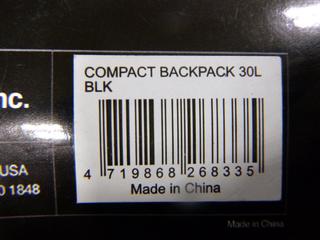 COMPACT BACKPACK 30L
BLK
nc.
4 719868 268335
USA
0 1848
Made in China
Made in China